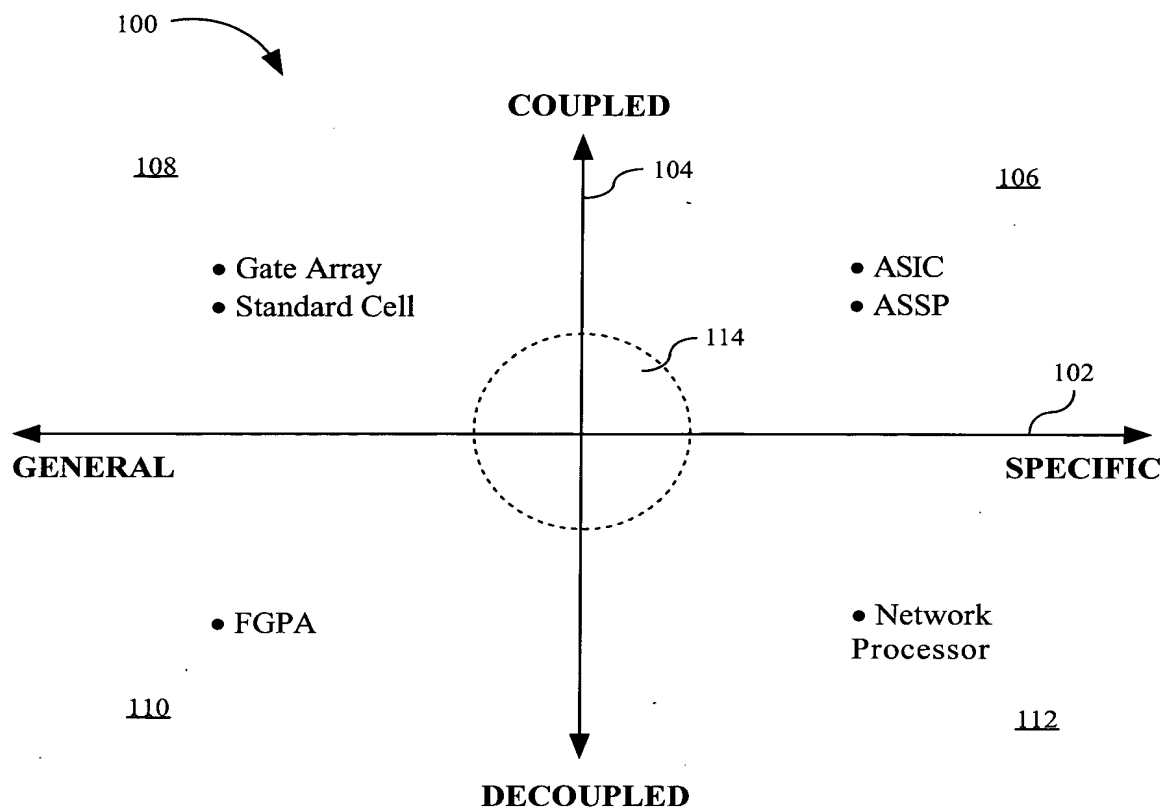 100
COUPLED
108
104
106
• Gate Array
• Standard Cell
• ASIC
• ASSP
114
102
GENERAL
SPECIFIC
• FGPA
• Network
Processor
110
112
DECOUPLED